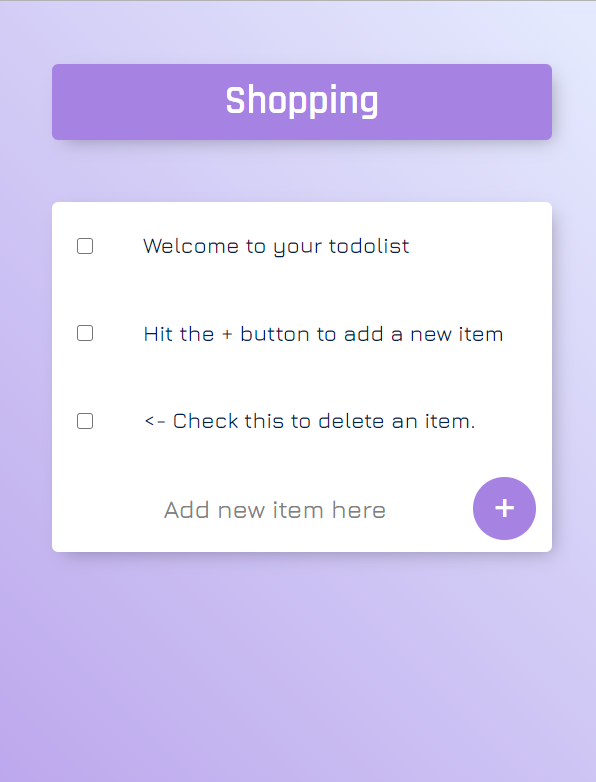 Shopping
Welcome to your todolist
Hit the + button to add a new item
<- Check this to delete an item.
Add new item here
+